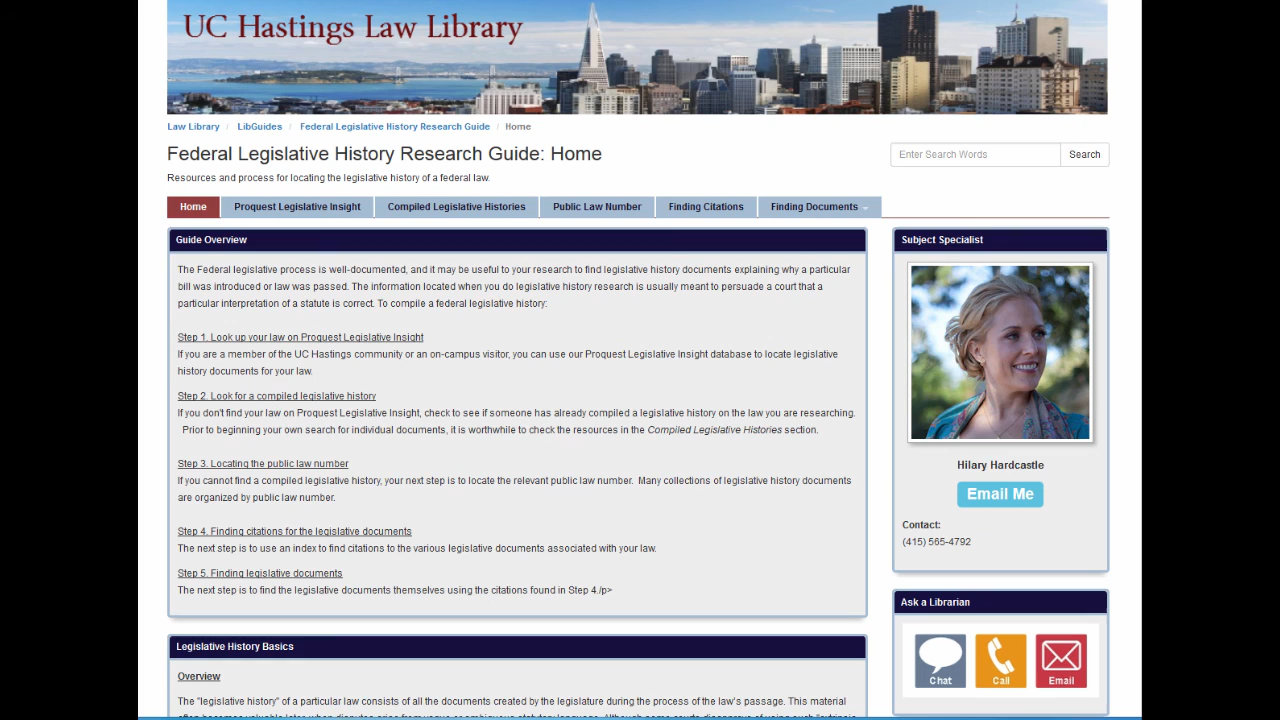 UC Hastings Law Library
Law Library / LibGuides / Federal Legislative History Research Guide / Home
Federal Legislative History Research Guide: Home
Enter Search Words
Search
Resources and process for locating the legislative history of a federal law.
Home
Proquest Legislative Insight
Compiled Legislative Histories
Public Law Number
Finding Citations
Finding Documents
Guide Overview
The Federal legislative process is well-documented, and it may be useful to your research to find legislative history documents explaining why a particular
bill was introduced or law was passed. The information located when you do legislative history research is usually meant to persuade a court that a
particular interpretation of a statute is correct. To compile a federal legislative history:
Step 1. Look up your law on Proquest Legislative Insight
If you are a member of the UC Hastings community or an on-campus visitor, you can use our Proquest Legislative Insight database to locate legislative
history documents for your law.
Step 2. Look for a compiled legislative history
If you don't find your law on Proquest Legislative Insight, check to see if someone has already compiled a legislative history on the law you are researching.
Prior to beginning your own search for individual documents, it is worthwhile to check the resources in the Compiled Legislative Histories section.
Step 3. Locating the public law number
If you cannot find a compiled legislative history, your next step is to locate the relevant public law number. Many collections of legislative history documents
are organized by public law number.
Step 4. Finding citations for the legislative documents
The next step is to use an index to find citations to the various legislative documents associated with your law.
Step 5. Finding legislative documents
The next step is to find the legislative documents themselves using the citations found in Step 4./p>
Legislative History Basics
Overview
The "legislative history" of a particular law consists of all the documents created by the legislature during the process of the law's passage. This material
Subject Specialist
Hilary Hardcastle
Email Me
Contact:
(415) 565-4792
Ask a Librarian
Chat
Call
Email